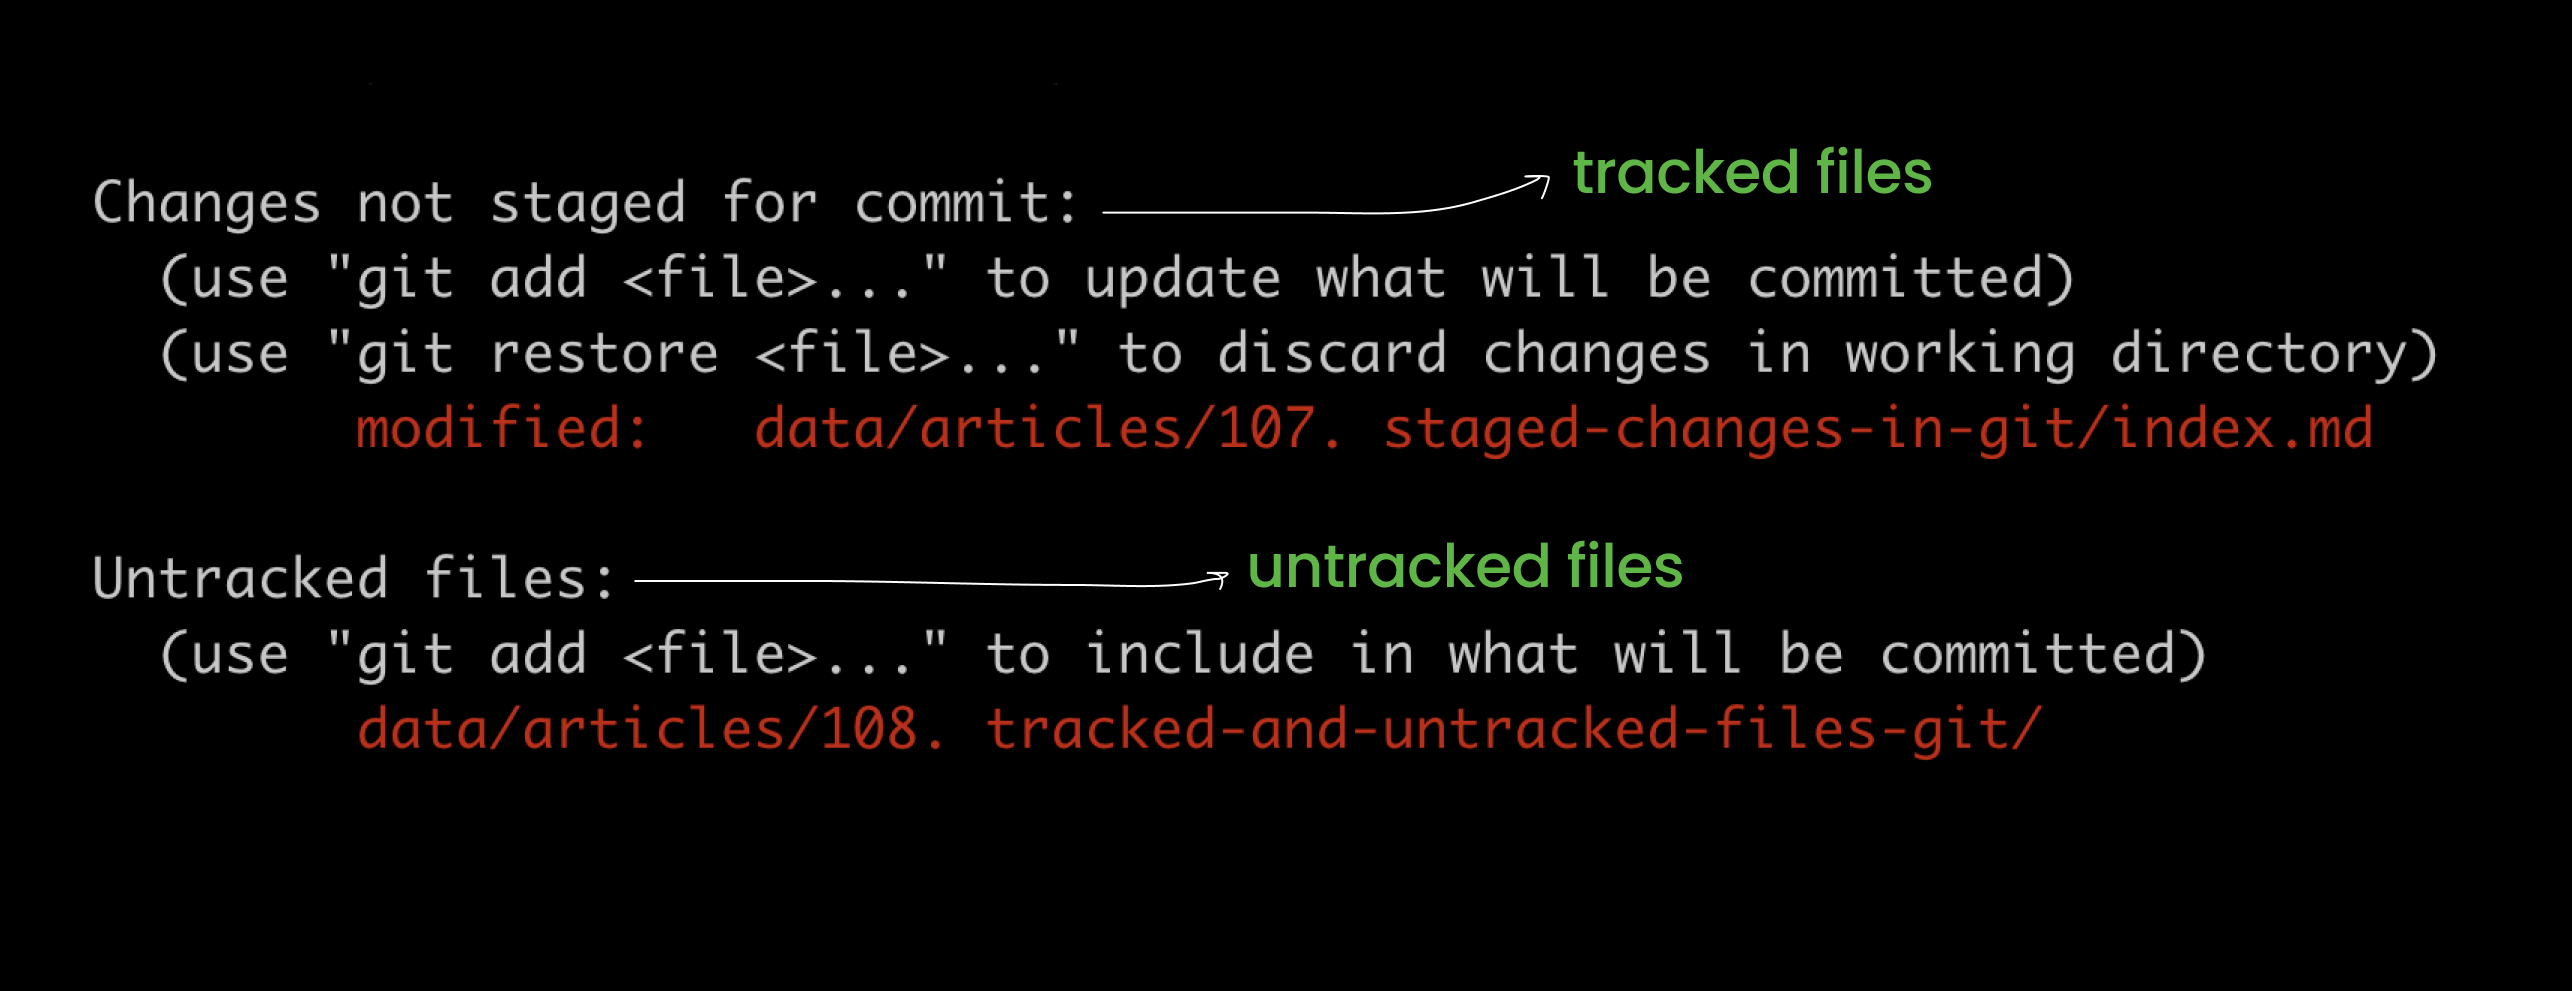 tracked files
Changes not staged for commit:
(use "git add <file>..." to update what will be committed)
(use "git restore <file>..." to discard changes in working directory)
modified:   data/articles/107. staged-changes-in-git/index.md
Untracked files:
untracked files
(use "git add <file>..." to include in what will be committed)
data/articles/108. tracked-and-untracked-files-git/